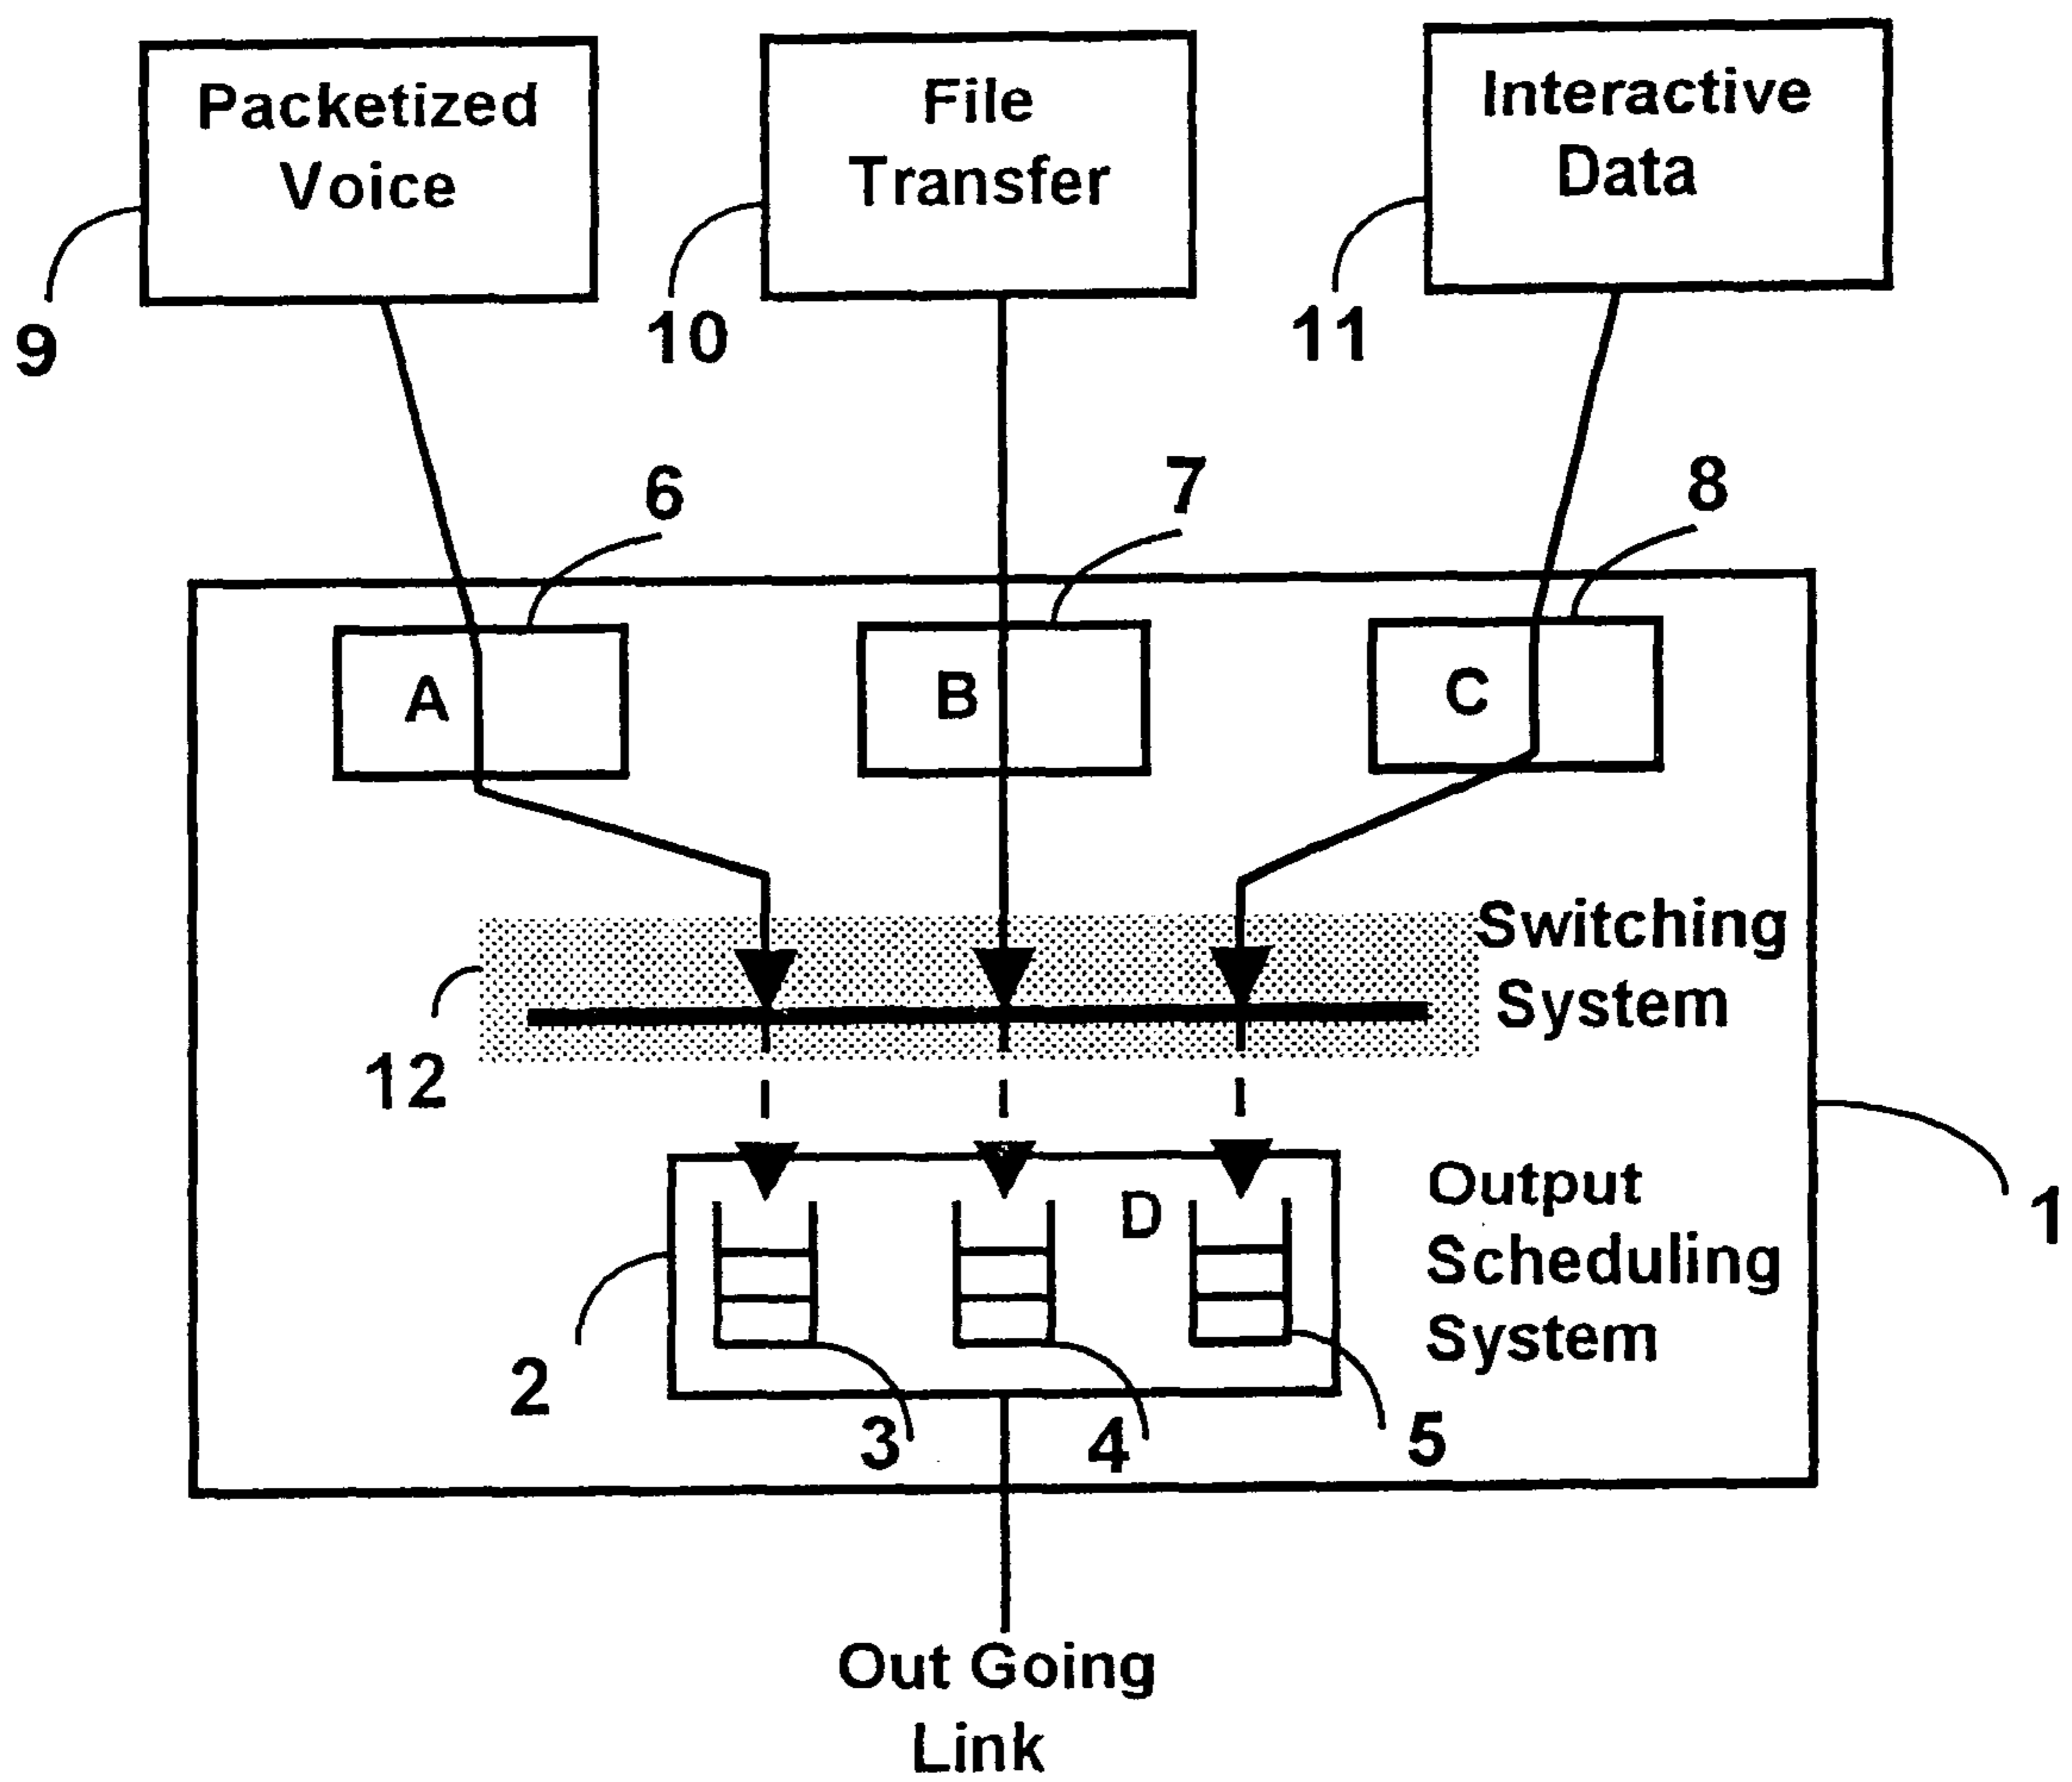 Packetized
Voice
File
Transfer
Interactive
Data
9
10
11
6
7
8
A
B
C
Switching
System
12
1
D
Output
Scheduling
System
2
3
4
5
Out Going
Link